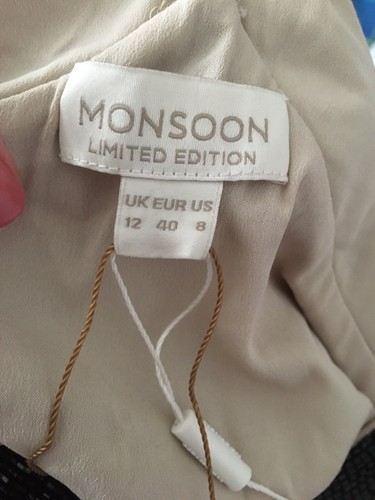 MONSOON
LIMITED EDITION
UK EUR US
12 40 8